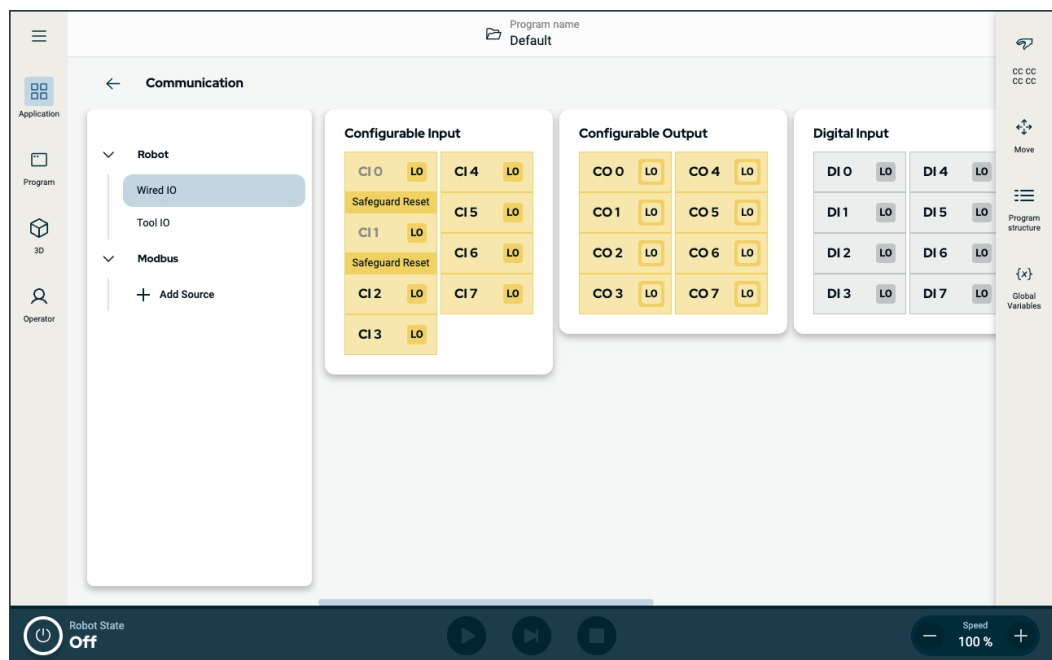 Program name
Default
Application
Program
3D
Operator
Communication
Robot
Wired IO
Tool IO
Modbus
Add Source
Configurable Input
CI 0 LO
Safeguard Reset
CI 1 LO
Safeguard Reset
CI 2 LO
CI 3 LO
CI 4 LO
CI 5 LO
CI 6 LO
CI 7 LO
Configurable Output
CO 0 LO
CO 1 LO
CO 2 LO
CO 3 LO
CO 4 LO
CO 5 LO
CO 6 LO
CO 7 LO
Digital Input
DI 0 LO
DI 1 LO
DI 2 LO
DI 3 LO
DI 4 LO
DI 5 LO
DI 6 LO
DI 7 LO
CC CC
CC CC
Move
Program
structure
{x}
Global
Variables
Robot State
Off
Speed
100 %